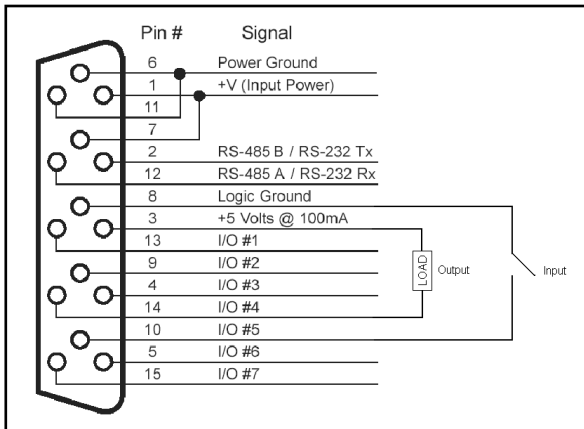 Pin # Signal
6 Power Ground
1 +V (Input Power)
11
7
2 RS-485 B / RS-232 Tx
12 RS-485 A / RS-232 Rx
8 Logic Ground
3 +5 Volts @ 100mA
13 I/O #1
9 I/O #2
4 I/O #3
14 I/O #4
10 I/O #5
5 I/O #6
15 I/O #7
LOAD
Output
Input